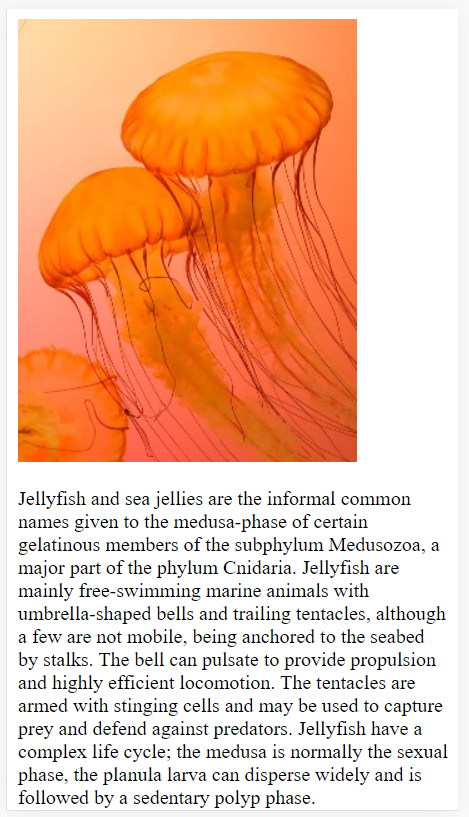 Jellyfish and sea jellies are the informal common
names given to the medusa-phase of certain
gelatinous members of the subphylum Medusozoa, a
major part of the phylum Cnidaria. Jellyfish are
mainly free-swimming marine animals with
umbrella-shaped bells and trailing tentacles, although
a few are not mobile, being anchored to the seabed
by stalks. The bell can pulsate to provide propulsion
and highly efficient locomotion. The tentacles are
armed with stinging cells and may be used to capture
prey and defend against predators. Jellyfish have a
complex life cycle; the medusa is normally the sexual
phase, the planula larva can disperse widely and is
followed by a sedentary polyp phase.